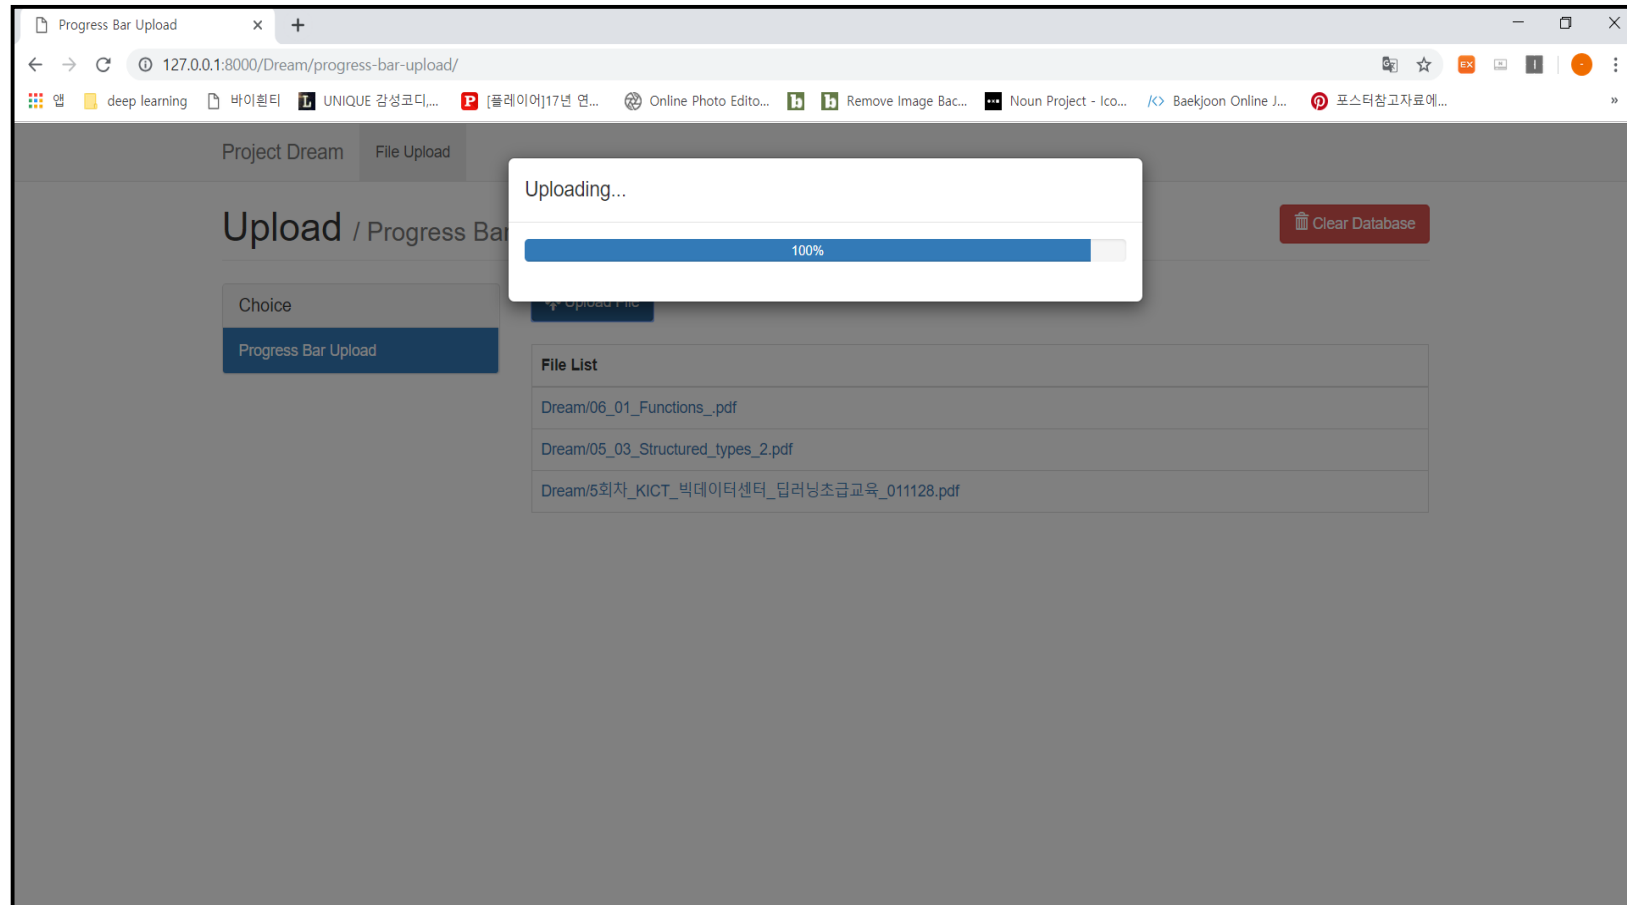 Progress Bar Upload
127.0.0.1:8000/Dream/progress-bar-upload/
앱 deep learning 바이흰티 UNIQUE 감성코디,... [플레이어]17년 연... Online Photo Edito... Remove Image Bac... Noun Project - Ico... Baekjoon Online J... 포스터참고자료에... »
Project Dream File Upload
Uploading...
100%
Upload / Progress Bar
Clear Database
Choice
Upload File
Progress Bar Upload
File List
Dream/06_01_Functions_.pdf
Dream/05_03_Structured_types_2.pdf
Dream/5회차_KICT_빅데이터센터_딥러닝초급교육_011128.pdf